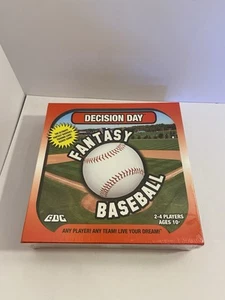 DECISION DAY
FANTASY
BASEBALL
GDC
2-4 PLAYERS
AGES 10+
ANY PLAYER! ANY TEAM! LIVE YOUR DREAM!